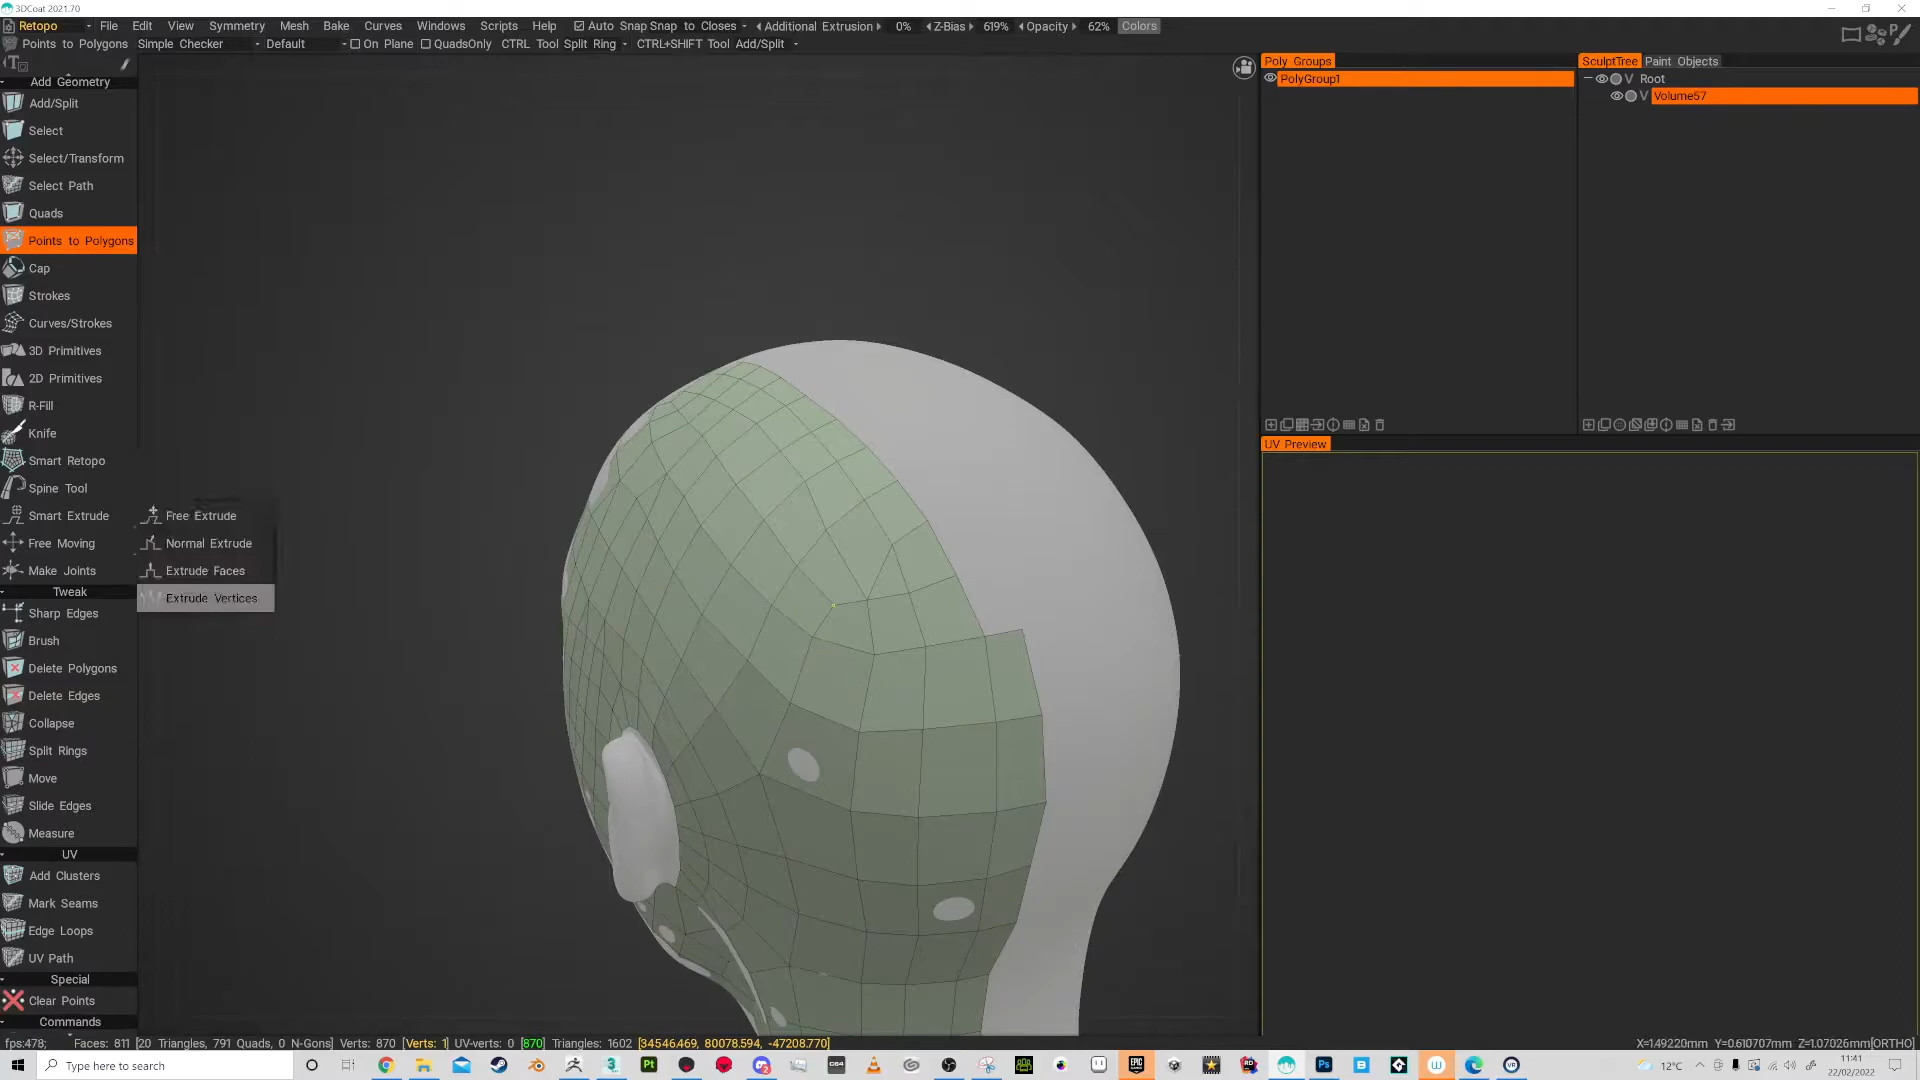 3DCoat 2021.70
Retopo File Edit View Symmetry Mesh Bake Curves Windows Scripts Help Auto Snap Snap to Closes Additional Extrusion 0% Z-Bias 619% Opacity 62% Colors
Points to Polygons Simple Checker Default On Plane QuadsOnly CTRL Tool Split Ring CTRL+SHIFT Tool Add/Split
Add Geometry
Add/Split
Select
Select/Transform
Select Path
Quads
Points to Polygons
Cap
Strokes
Curves/Strokes
3D Primitives
2D Primitives
R-Fill
Knife
Smart Retopo
Spine Tool
Smart Extrude
Free Moving
Make Joints
Free Extrude
Normal Extrude
Extrude Faces
Extrude Vertices
Tweak
Sharp Edges
Brush
Delete Polygons
Delete Edges
Collapse
Split Rings
Move
Slide Edges
Measure
UV
Add Clusters
Mark Seams
Edge Loops
UV Path
Special
Clear Points
Commands
Poly Groups
PolyGroup1
SculptTree Paint Objects
V Root
V Volume57
UV Preview
fps:478; Faces: 811 [20 Triangles, 791 Quads, 0 N-Gons] Verts: 870 [Verts: 1] UV-verts: 0 [870] Triangles: 1602 [34546.469, 80078.594, -47208.770]
X=1.49220mm Y=0.610707mm Z=1.07026mm[ORTHO]
Type here to search
12°C
11:41
22/02/2022